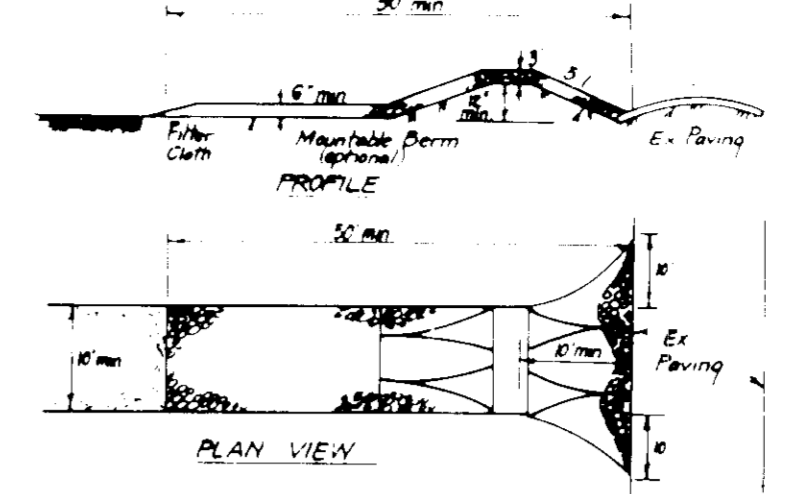 50' min
3"
5 /
6" min
12"
min.
Filter
Cloth
Mountable Berm
(optional)
Ex Paving
PROFILE
50' min
10'
10' min
10' min
Ex
Paving
10
PLAN VIEW